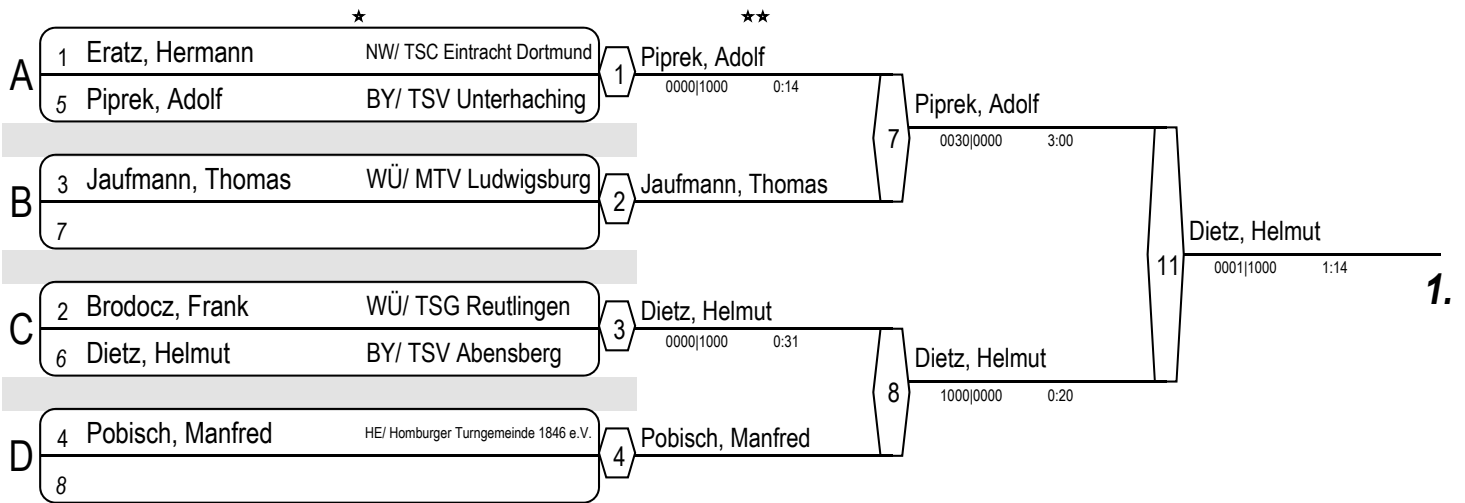 ★ ★★
A
1 Eratz, Hermann NW/ TSC Eintracht Dortmund
5 Piprek, Adolf BY/ TSV Unterhaching
1
Piprek, Adolf
0000|1000 0:14
B
3 Jaufmann, Thomas WÜ/ MTV Ludwigsburg
7
2
Jaufmann, Thomas
7
Piprek, Adolf
0030|0000 3:00
C
2 Brodocz, Frank WÜ/ TSG Reutlingen
6 Dietz, Helmut BY/ TSV Abensberg
3
Dietz, Helmut
0000|1000 0:31
D
4 Pobisch, Manfred HE/ Homburger Turngemeinde 1846 e.V.
8
4
Pobisch, Manfred
8
Dietz, Helmut
1000|0000 0:20
11
Dietz, Helmut
0001|1000 1:14
1.